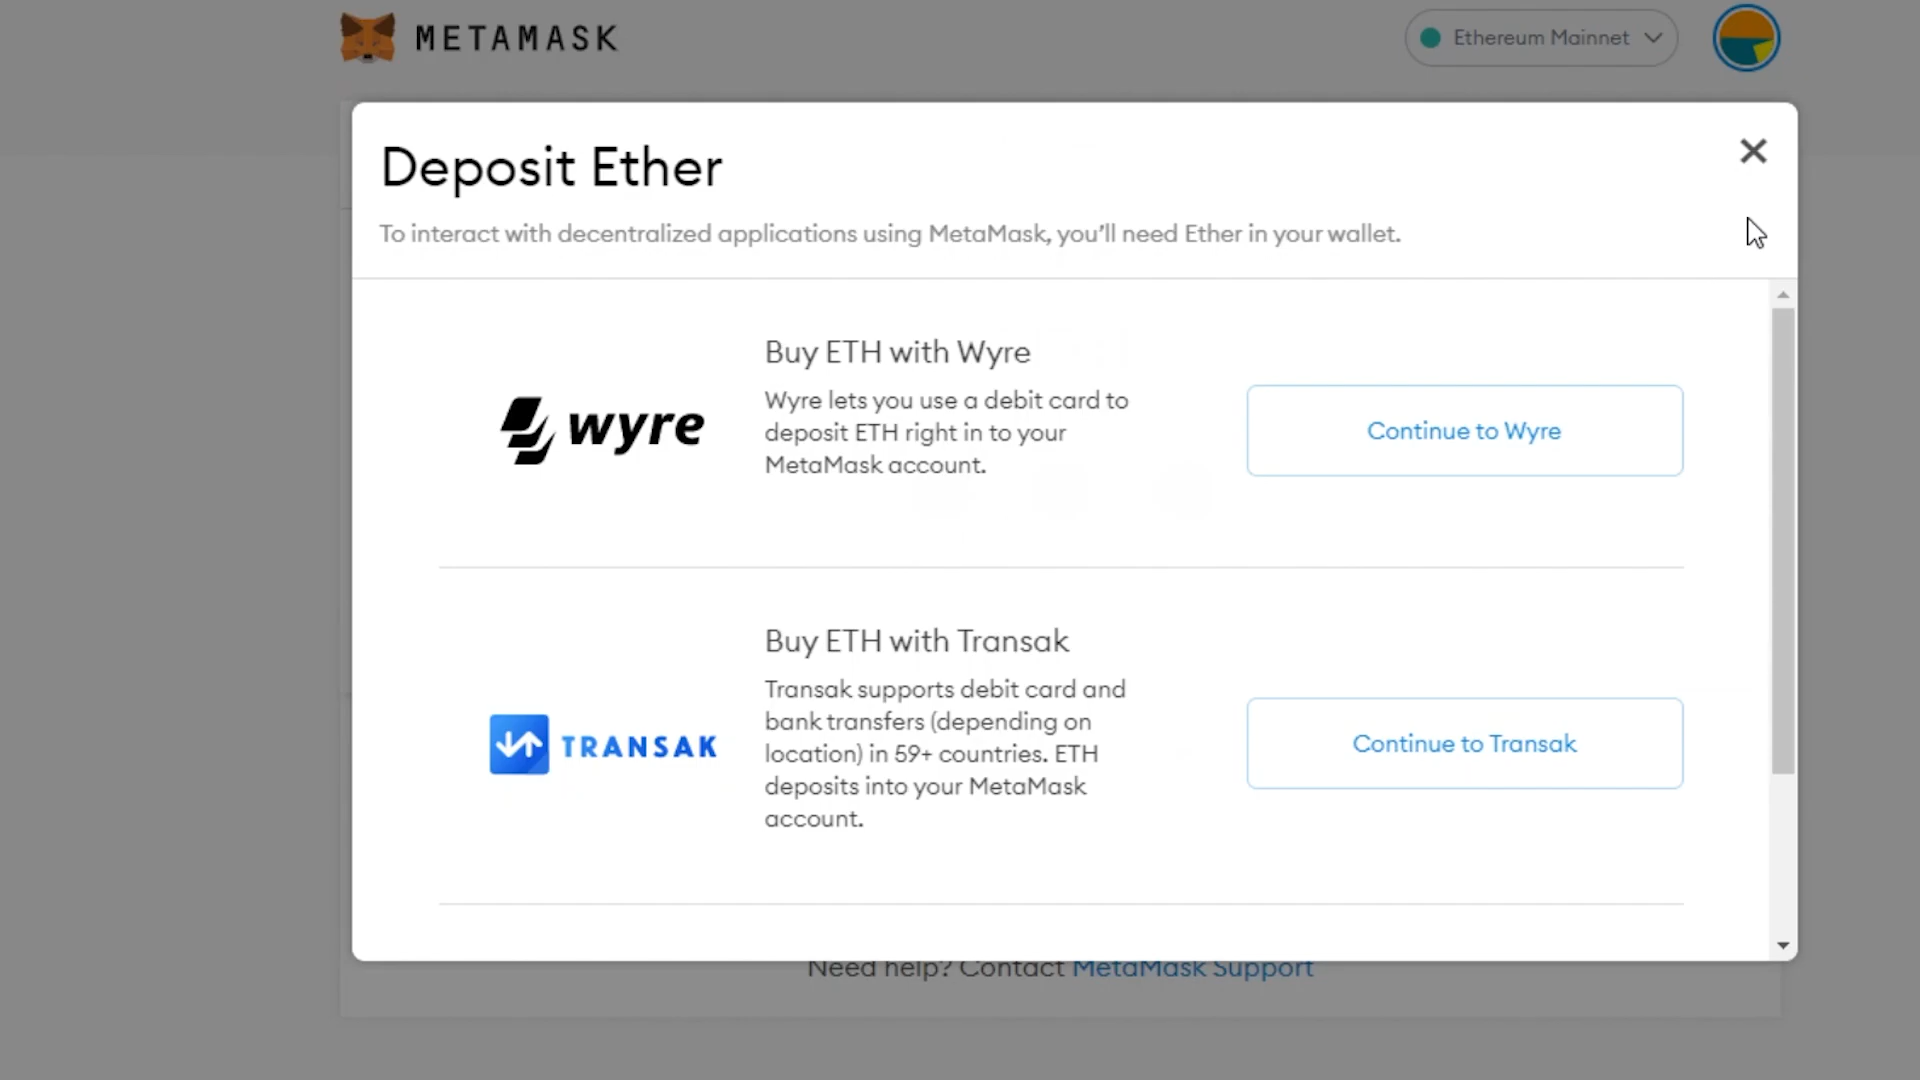 METAMASK
Ethereum Mainnet
Deposit Ether
To interact with decentralized applications using MetaMask, you’ll need Ether in your wallet.
Buy ETH with Wyre
wyre
Wyre lets you use a debit card to
deposit ETH right in to your
MetaMask account.
Continue to Wyre
Buy ETH with Transak
TRANSAK
Transak supports debit card and
bank transfers (depending on
location) in 59+ countries. ETH
deposits into your MetaMask
account.
Continue to Transak
Need help? Contact MetaMask Support